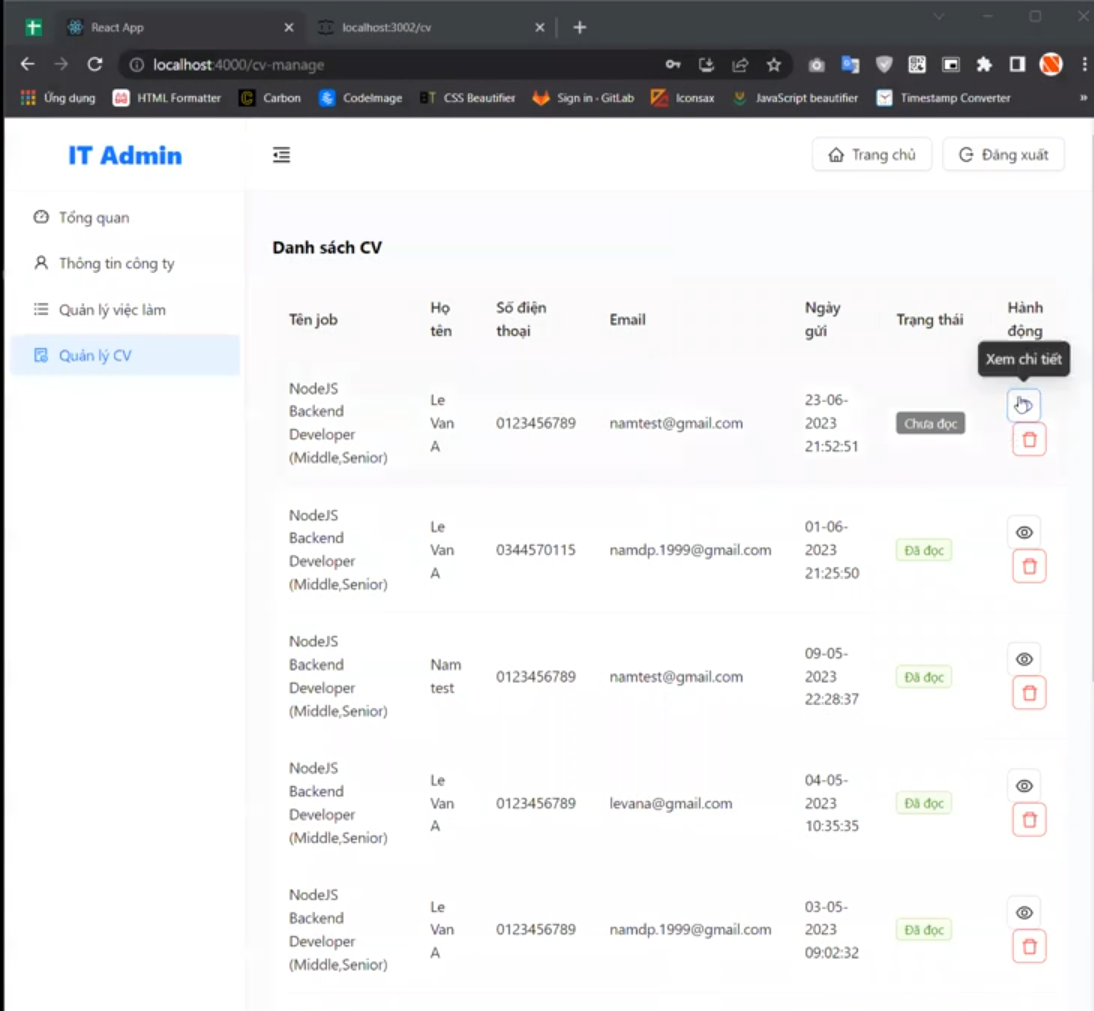 React App
localhost:3002/cv
localhost:4000/cv-manage
Ứng dụng
HTML Formatter
Carbon
CodeImage
CSS Beautifier
Sign in · GitLab
Iconsax
JavaScript beautifier
Timestamp Converter
IT Admin
Trang chủ
Đăng xuất
Tổng quan
Thông tin công ty
Quản lý việc làm
Quản lý CV
Danh sách CV
Tên job
Họ
tên
Số điện
thoại
Email
Ngày
gửi
Trạng thái
Hành
động
Xem chi tiết
NodeJS
Backend
Developer
(Middle,Senior)
Le
Van
A
0123456789
namtest@gmail.com
23-06-
2023
21:52:51
Chưa đọc
NodeJS
Backend
Developer
(Middle,Senior)
Le
Van
A
0344570115
namdp.1999@gmail.com
01-06-
2023
21:25:50
Đã đọc
NodeJS
Backend
Developer
(Middle,Senior)
Nam
test
0123456789
namtest@gmail.com
09-05-
2023
22:28:37
Đã đọc
NodeJS
Backend
Developer
(Middle,Senior)
Le
Van
A
0123456789
levana@gmail.com
04-05-
2023
10:35:35
Đã đọc
NodeJS
Backend
Developer
(Middle,Senior)
Le
Van
A
0123456789
namdp.1999@gmail.com
03-05-
2023
09:02:32
Đã đọc